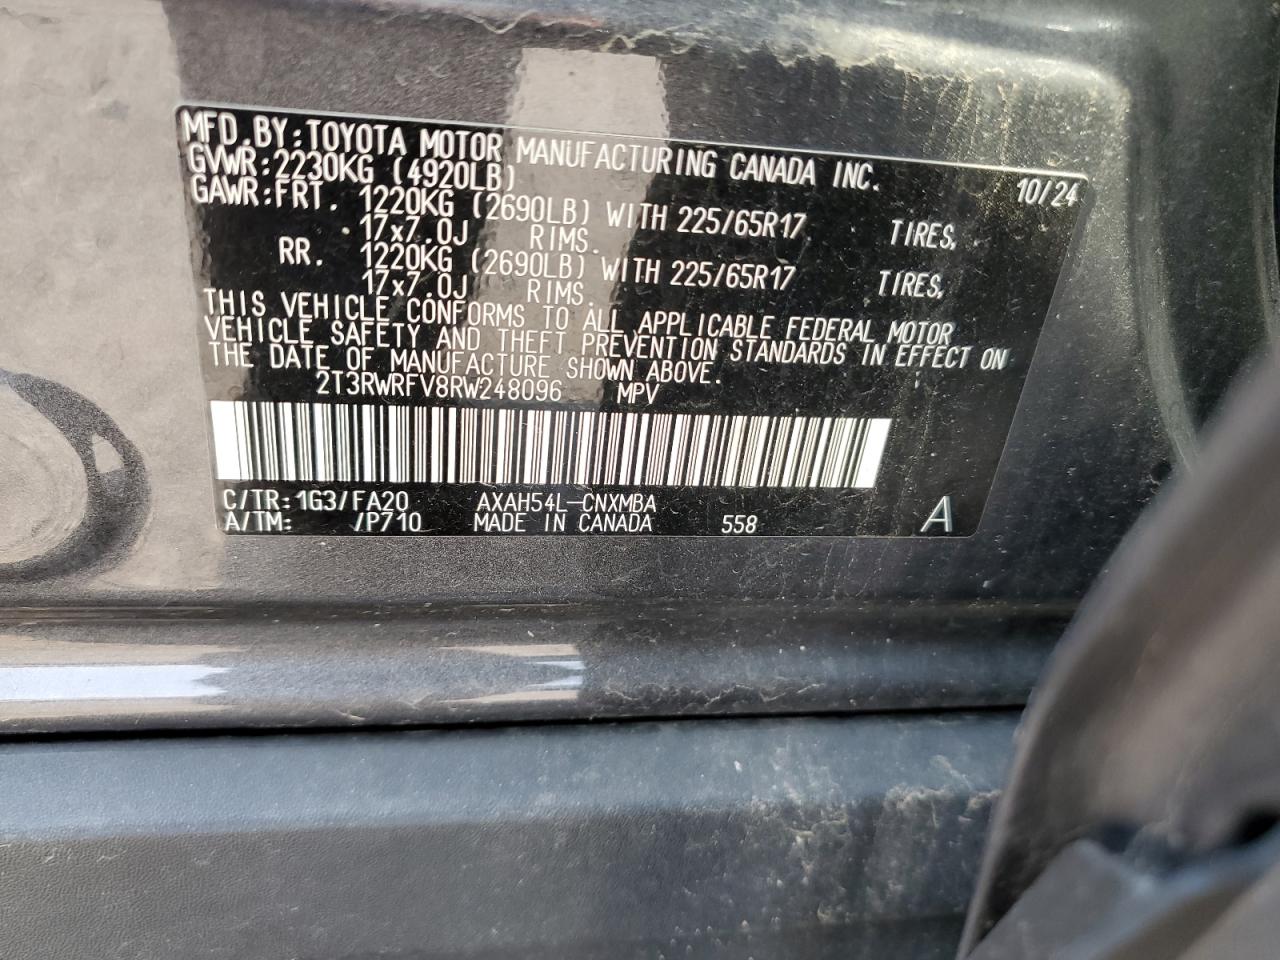 MFD.BY:TOYOTA MOTOR MANUFACTURING CANADA INC. 10/24
GVWR:2230KG (4920LB)
GAWR:FRT. 1220KG (2690LB) WITH 225/65R17 TIRES,
17x7.0J RIMS.
RR. 1220KG (2690LB) WITH 225/65R17 TIRES,
17x7.0J RIMS.
THIS VEHICLE CONFORMS TO ALL APPLICABLE FEDERAL MOTOR
VEHICLE SAFETY AND THEFT PREVENTION STANDARDS IN EFFECT ON
THE DATE OF MANUFACTURE SHOWN ABOVE.
2T3RWRFV8RW248096 MPV
C/TR:1G3/FA20 AXAH54L-CNXMBA
A/TM: /P710 MADE IN CANADA 558 A